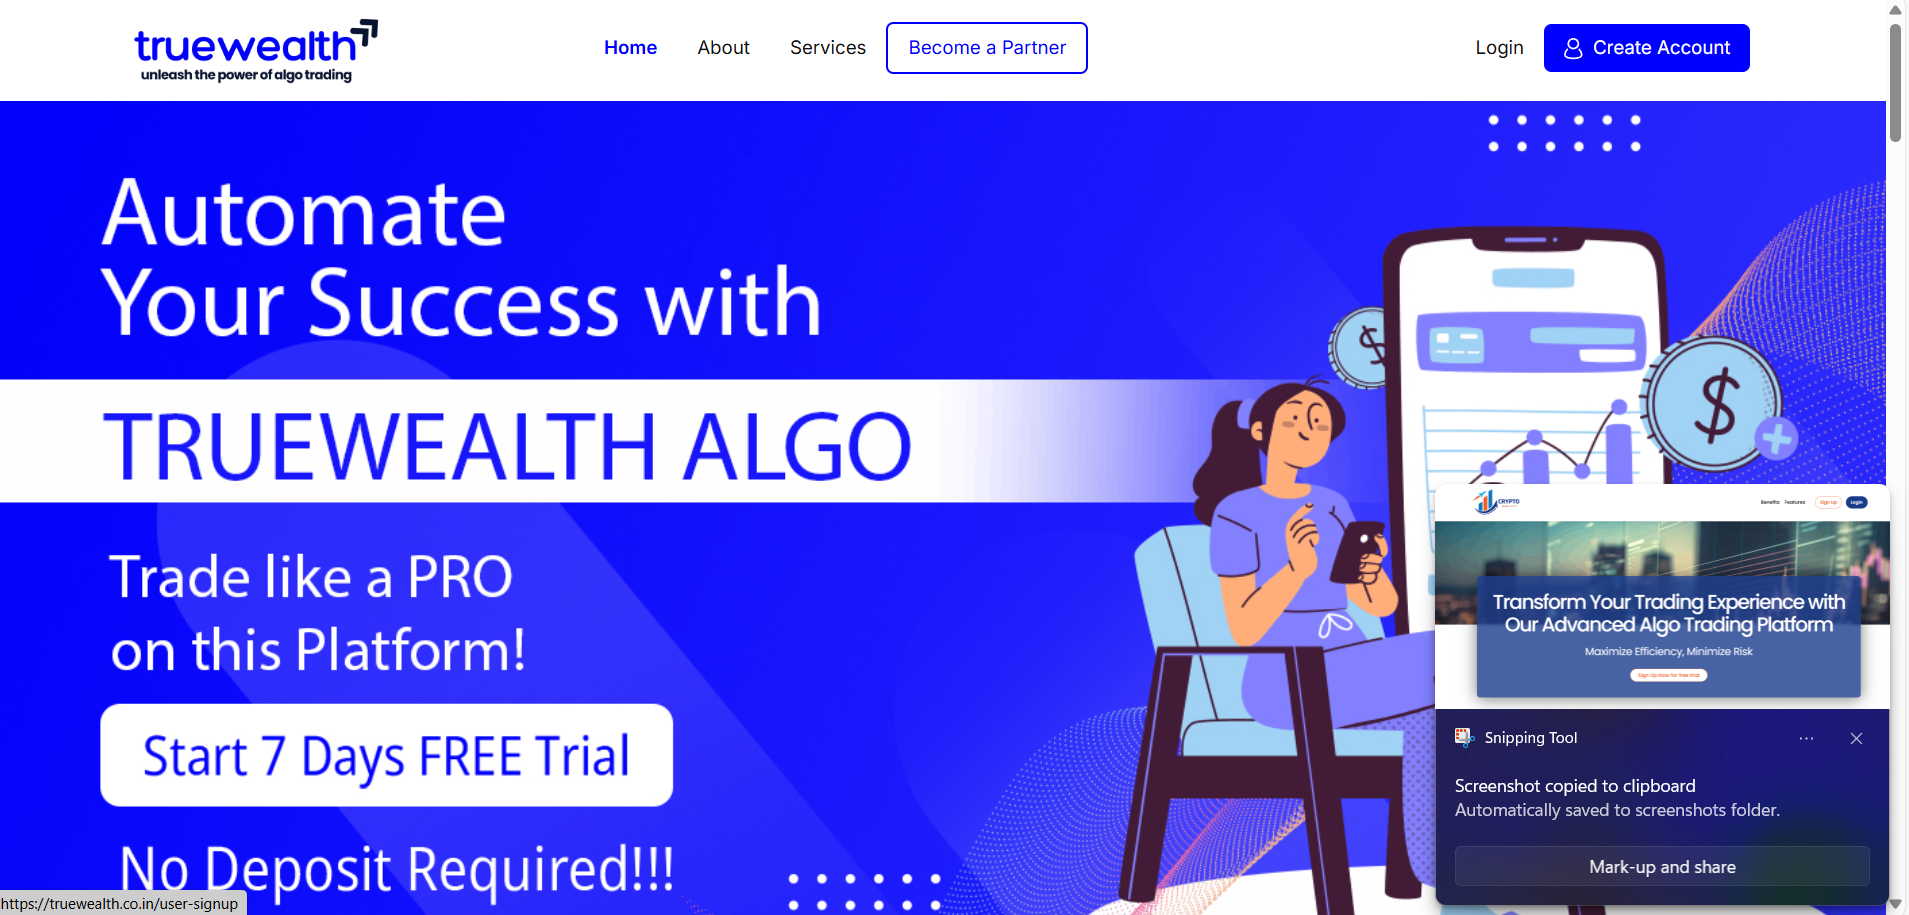 truewealth
unleash the power of algo trading
Home
About
Services
Become a Partner
Login
Create Account
Automate
Your Success with
TRUEWEALTH ALGO
Trade like a PRO
on this Platform!
Start 7 Days FREE Trial
No Deposit Required!!!
$
$
CRYPTO
Benefits
Features
Sign Up
Login
Transform Your Trading Experience with
Our Advanced Algo Trading Platform
Maximize Efficiency, Minimize Risk
Sign Up Now for free trial
Snipping Tool
Screenshot copied to clipboard
Automatically saved to screenshots folder.
Mark-up and share
https://truewealth.co.in/user-signup